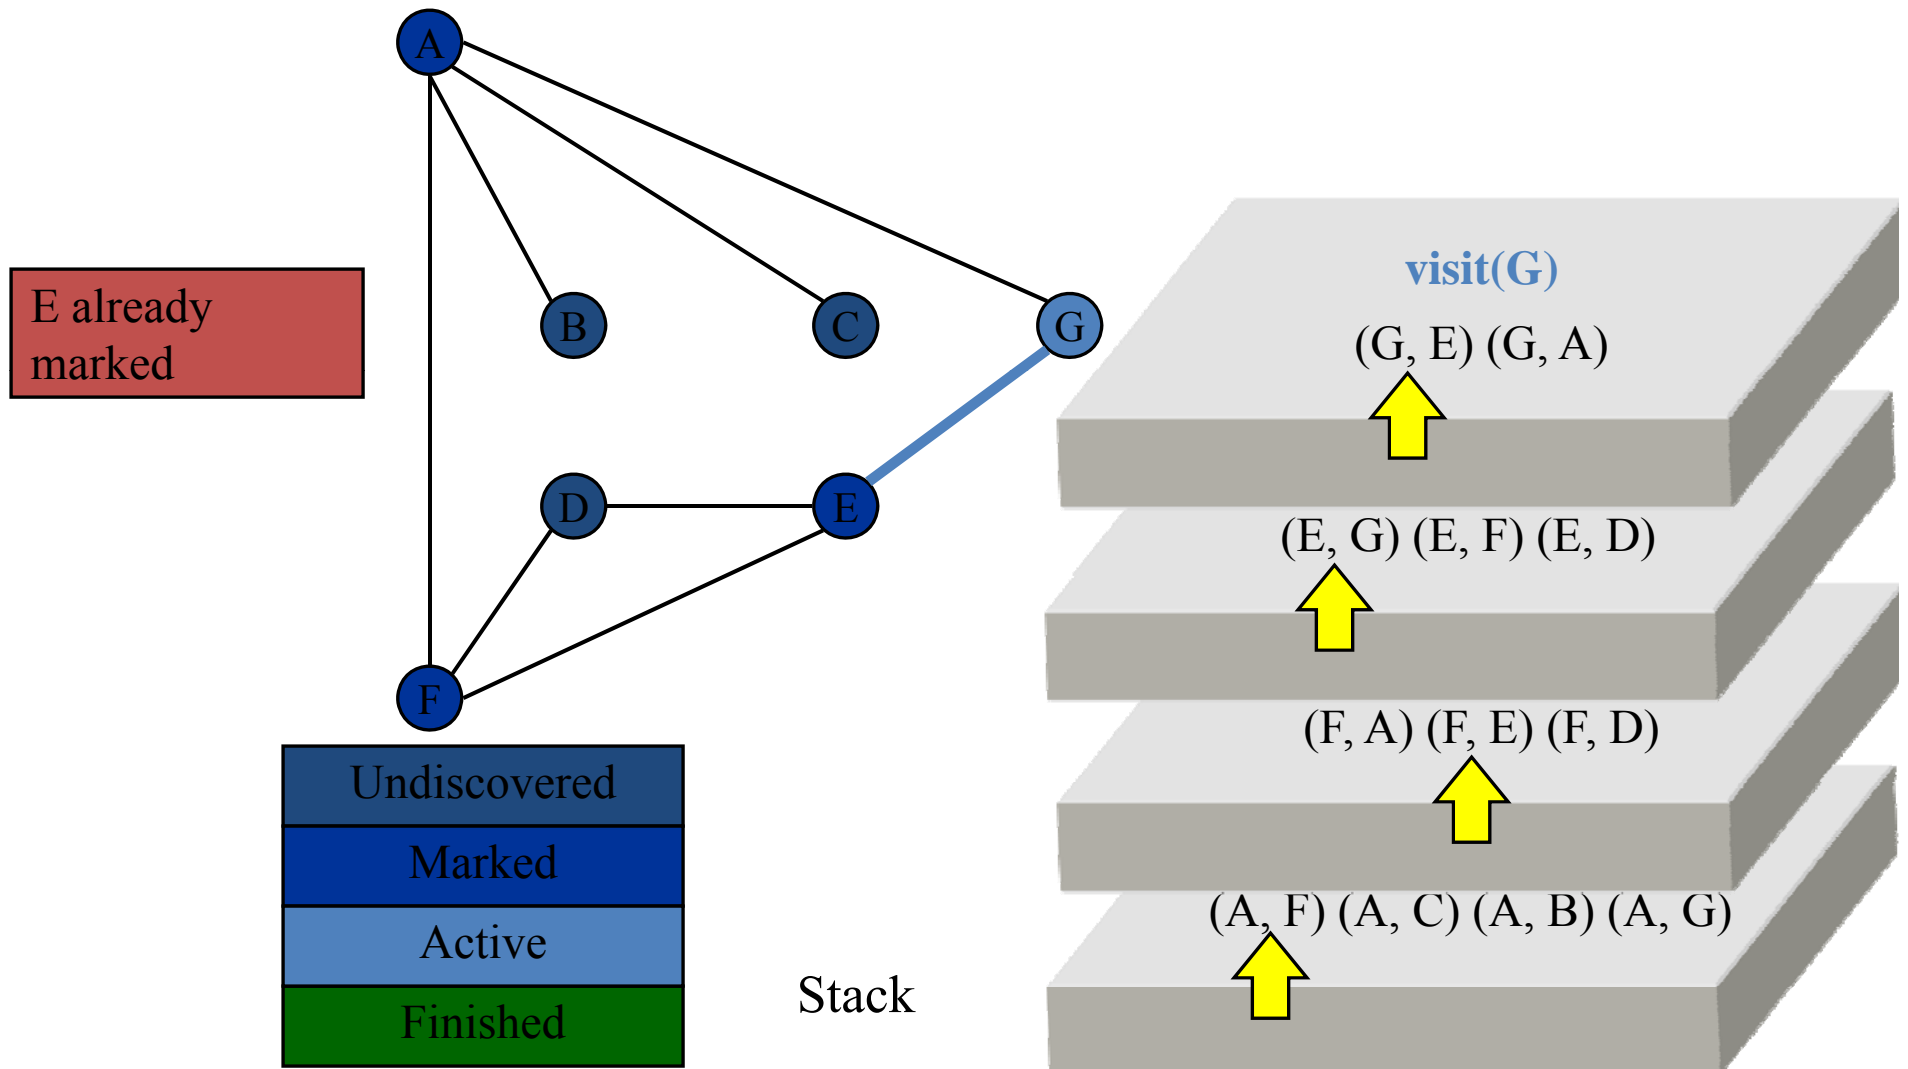 A
E already
marked
B
C
G
visit(G)
(G, E) (G, A)
D
E
(E, G) (E, F) (E, D)
F
(F, A) (F, E) (F, D)
Undiscovered
Marked
Active
Finished
Stack
(A, F) (A, C) (A, B) (A, G)